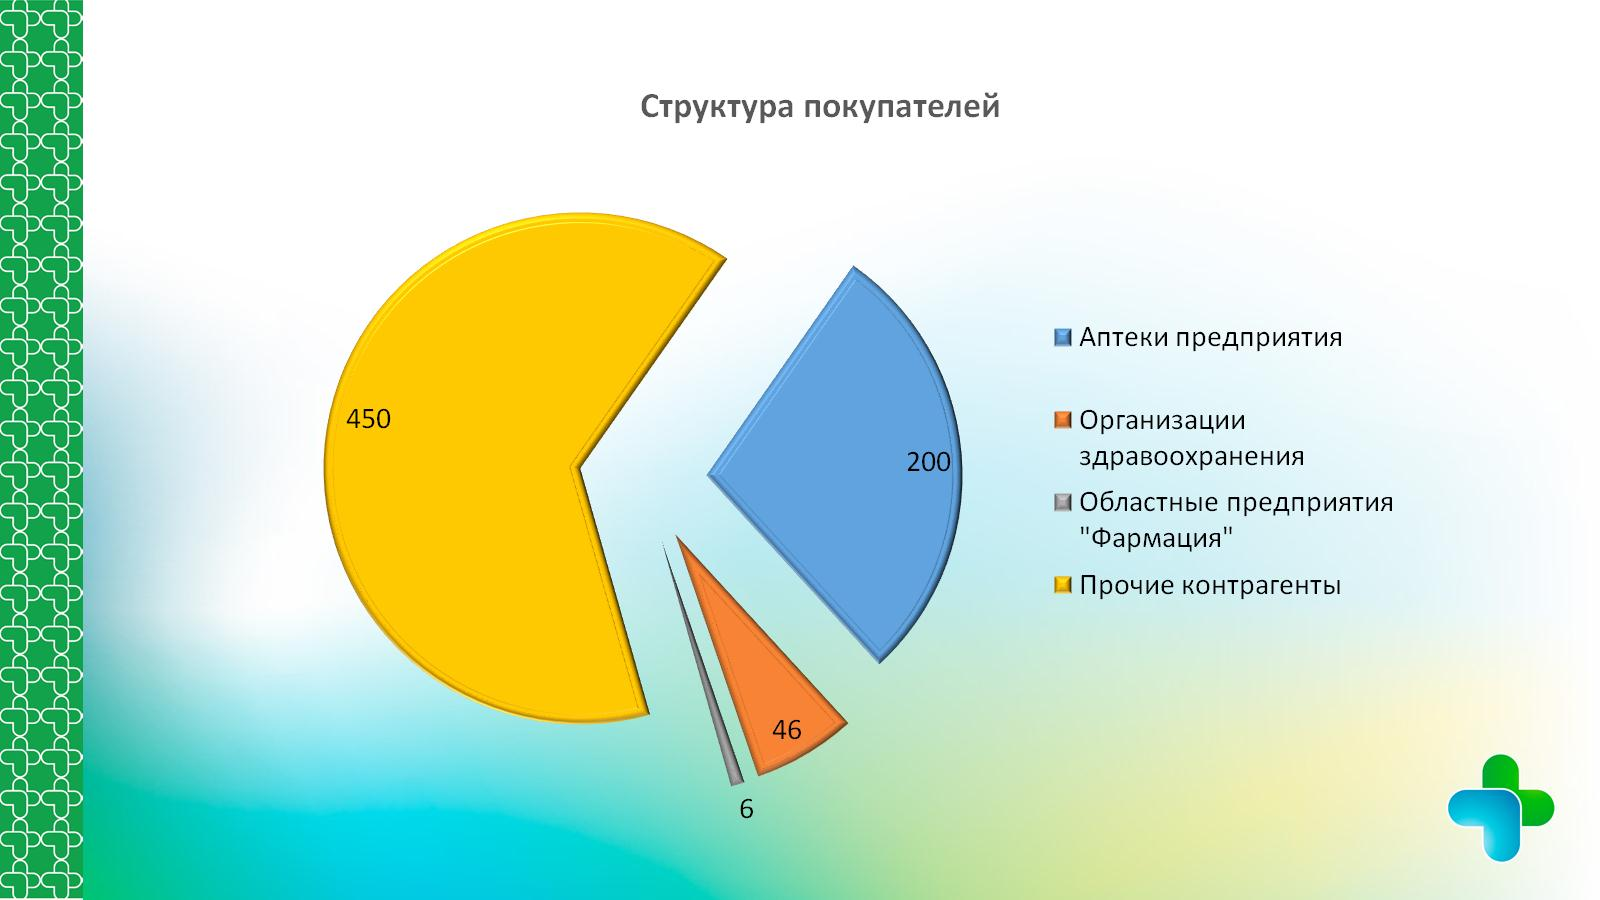 Структура покупателей
450
200
46
6
Аптеки предприятия
Организации
здравоохранения
Областные предприятия
"Фармация"
Прочие контрагенты